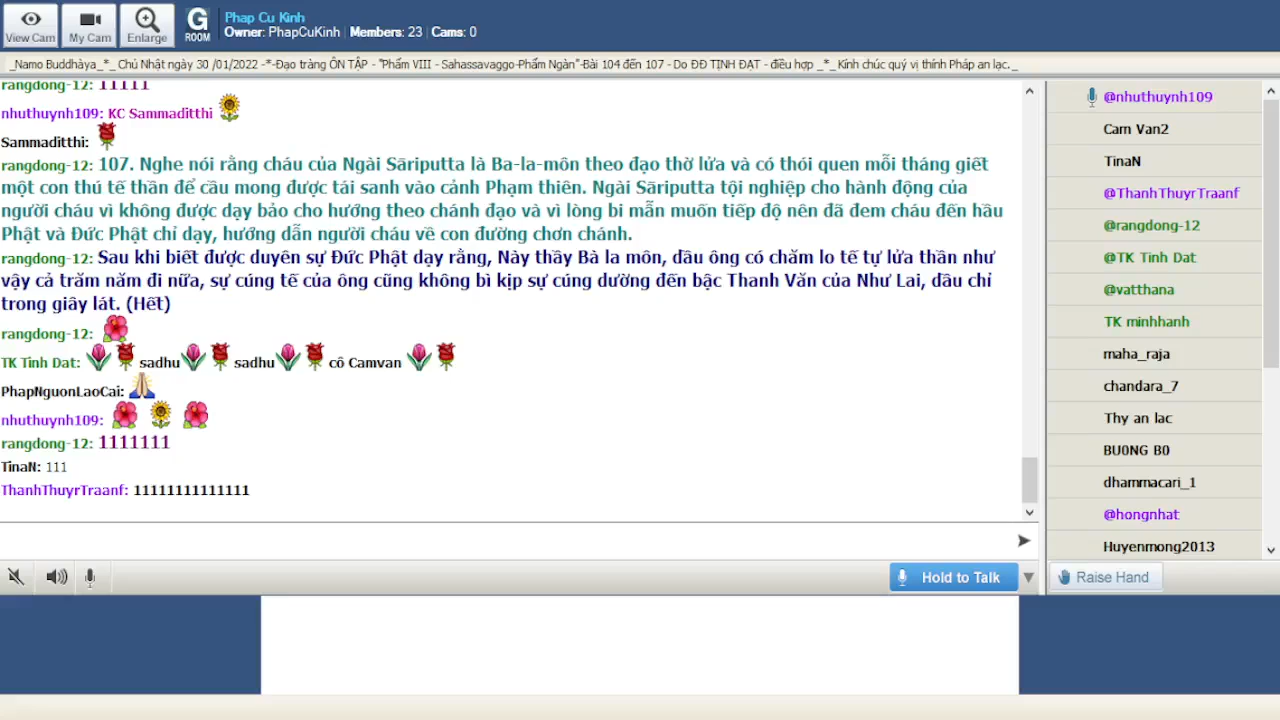 View Cam
My Cam
Enlarge
G
ROOM
Phap Cu Kinh
Owner: PhapCuKinh Members: 23 Cams: 0
_Namo Buddhàya_*_ Chủ Nhật ngày 30 /01/2022 -*-Đạo tràng ÔN TẬP - "Phẩm VIII - Sahassavaggo-Phẩm Ngàn"-Bài 104 đến 107 - Do ĐĐ TỊNH ĐẠT - điều hợp _*_Kính chúc quý vị thính Pháp an lạc._
rangdong-12: 11111
nhuthuynh109: KC Sammaditthi
Sammaditthi:
rangdong-12: 107. Nghe nói rằng cháu của Ngài Sāriputta là Ba-la-môn theo đạo thờ lửa và có thói quen mỗi tháng giết
một con thú tế thần để cầu mong được tái sanh vào cảnh Phạm thiên. Ngài Sāriputta tội nghiệp cho hành động của
người cháu vì không được dạy bảo cho hướng theo chánh đạo và vì lòng bi mẫn muốn tiếp độ nên đã đem cháu đến hầu
Phật và Đức Phật chỉ dạy, hướng dẫn người cháu về con đường chơn chánh.
rangdong-12: Sau khi biết được duyên sự Đức Phật dạy rằng, Này thầy Bà la môn, dầu ông có chăm lo tế tự lửa thần như
vậy cả trăm năm đi nữa, sự cúng tế của ông cũng không bì kịp sự cúng dường đến bậc Thanh Văn của Như Lai, dầu chỉ
trong giây lát. (Hết)
rangdong-12:
TK Tinh Dat: sadhu sadhu cô Camvan
PhapNguonLaoCai:
nhuthuynh109:
rangdong-12: 1111111
TinaN: 111
ThanhThuyrTraanf: 11111111111111
@nhuthuynh109
Cam Van2
TinaN
@ThanhThuyrTraanf
@rangdong-12
@TK Tinh Dat
@vatthana
TK minhhanh
maha_raja
chandara_7
Thy an lac
BU0NG B0
dhammacari_1
@hongnhat
Huyenmong2013
Hold to Talk
Raise Hand